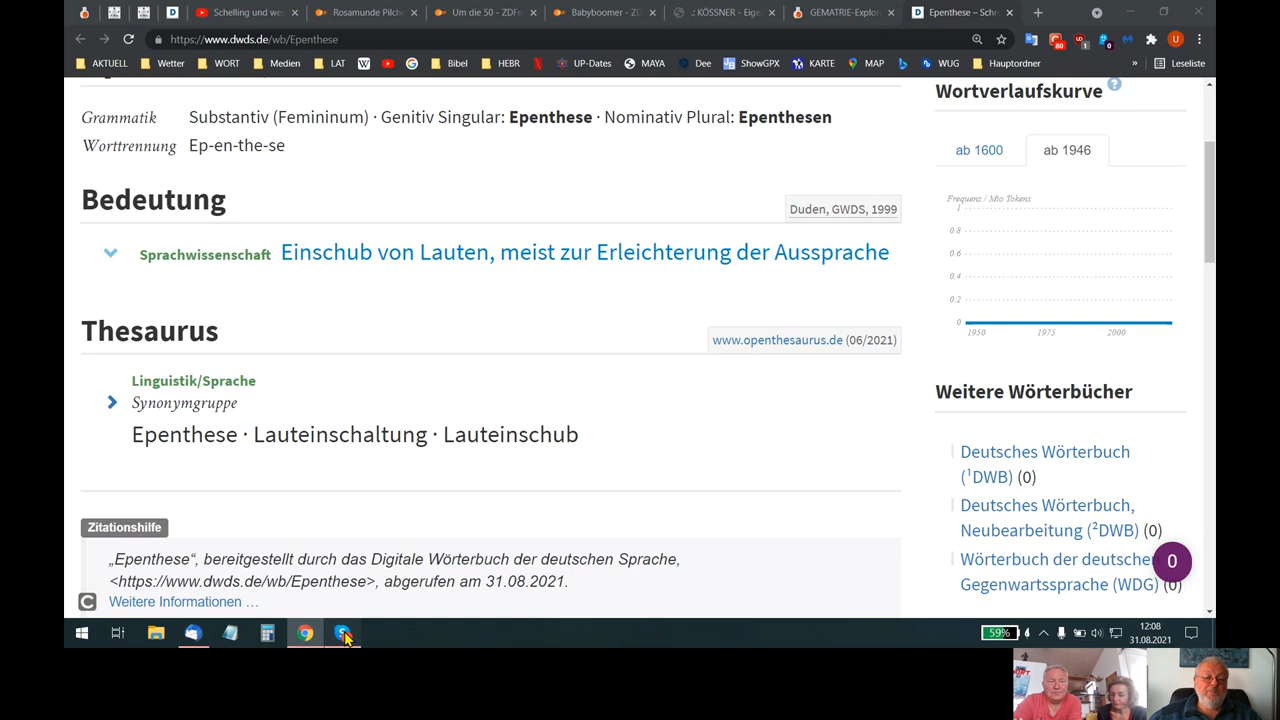 Schelling und we
Rosamunde Pilche
Um die 50 - ZDFm
Babyboomer - ZD
.: KÖSSNER - Eige
GEMATRIE-Explor
Epenthese – Schre
https://www.dwds.de/wb/Epenthese
80
1
0
U
AKTUELL
Wetter
WORT
Medien
LAT
Bibel
HEBR
UP-Dates
MAYA
Dee
ShowGPX
KARTE
MAP
WUG
Hauptordner
»
Leseliste
Grammatik Substantiv (Femininum) · Genitiv Singular: Epenthese · Nominativ Plural: Epenthesen
Worttrennung Ep-en-the-se
Bedeutung
Duden, GWDS, 1999
Sprachwissenschaft Einschub von Lauten, meist zur Erleichterung der Aussprache
Thesaurus
www.openthesaurus.de (06/2021)
Linguistik/Sprache
Synonymgruppe
Epenthese · Lauteinschaltung · Lauteinschub
Zitationshilfe
„Epenthese“, bereitgestellt durch das Digitale Wörterbuch der deutschen Sprache,
<https://www.dwds.de/wb/Epenthese>, abgerufen am 31.08.2021.
Weitere Informationen …
Wortverlaufskurve
?
ab 1600
ab 1946
Frequenz / Mio Tokens
1
0.8
0.6
0.4
0.2
0
1950 1975 2000
Weitere Wörterbücher
Deutsches Wörterbuch
(¹DWB) (0)
Deutsches Wörterbuch,
Neubearbeitung (²DWB) (0)
Wörterbuch der deutschen
Gegenwartssprache (WDG) (0)
0
59%
12:08
31.08.2021